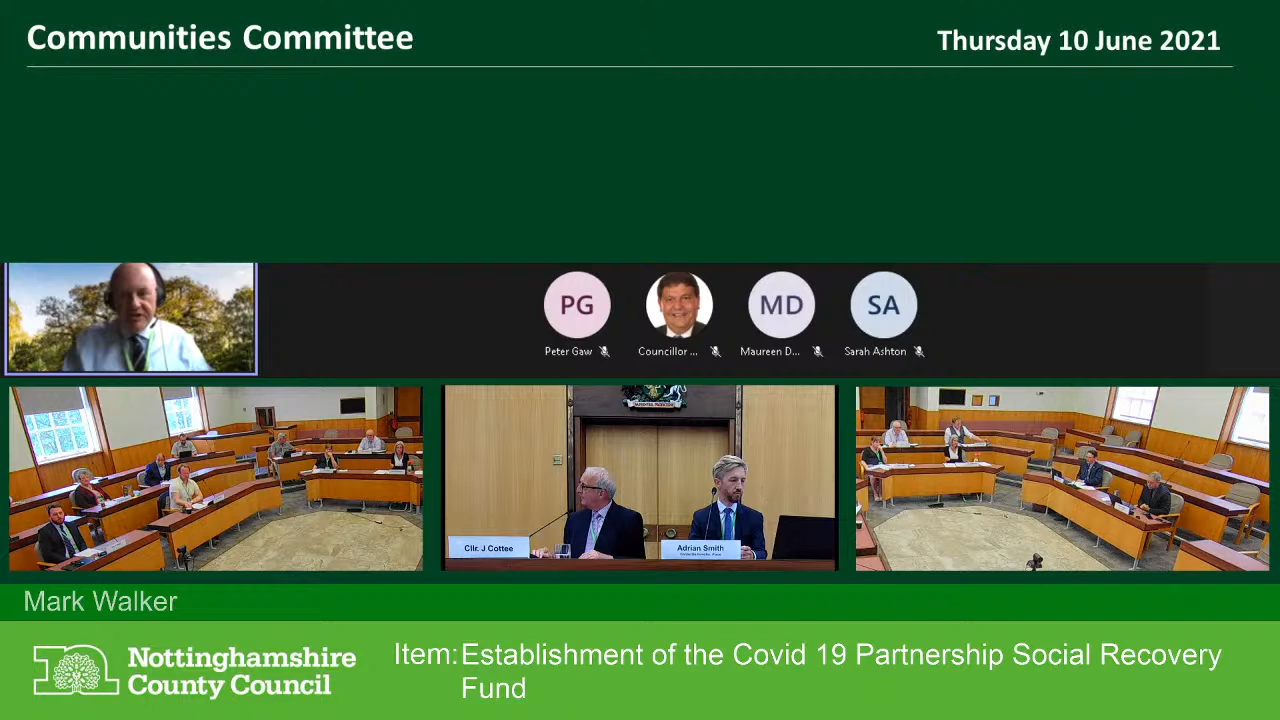 Communities Committee
Thursday 10 June 2021
PG
MD
SA
Peter Gaw
Councillor ...
Maureen D...
Sarah Ashton
Cllr. J Cottee
Adrian Smith
Mark Walker
Nottinghamshire
County Council
Item: Establishment of the Covid 19 Partnership Social Recovery
Fund